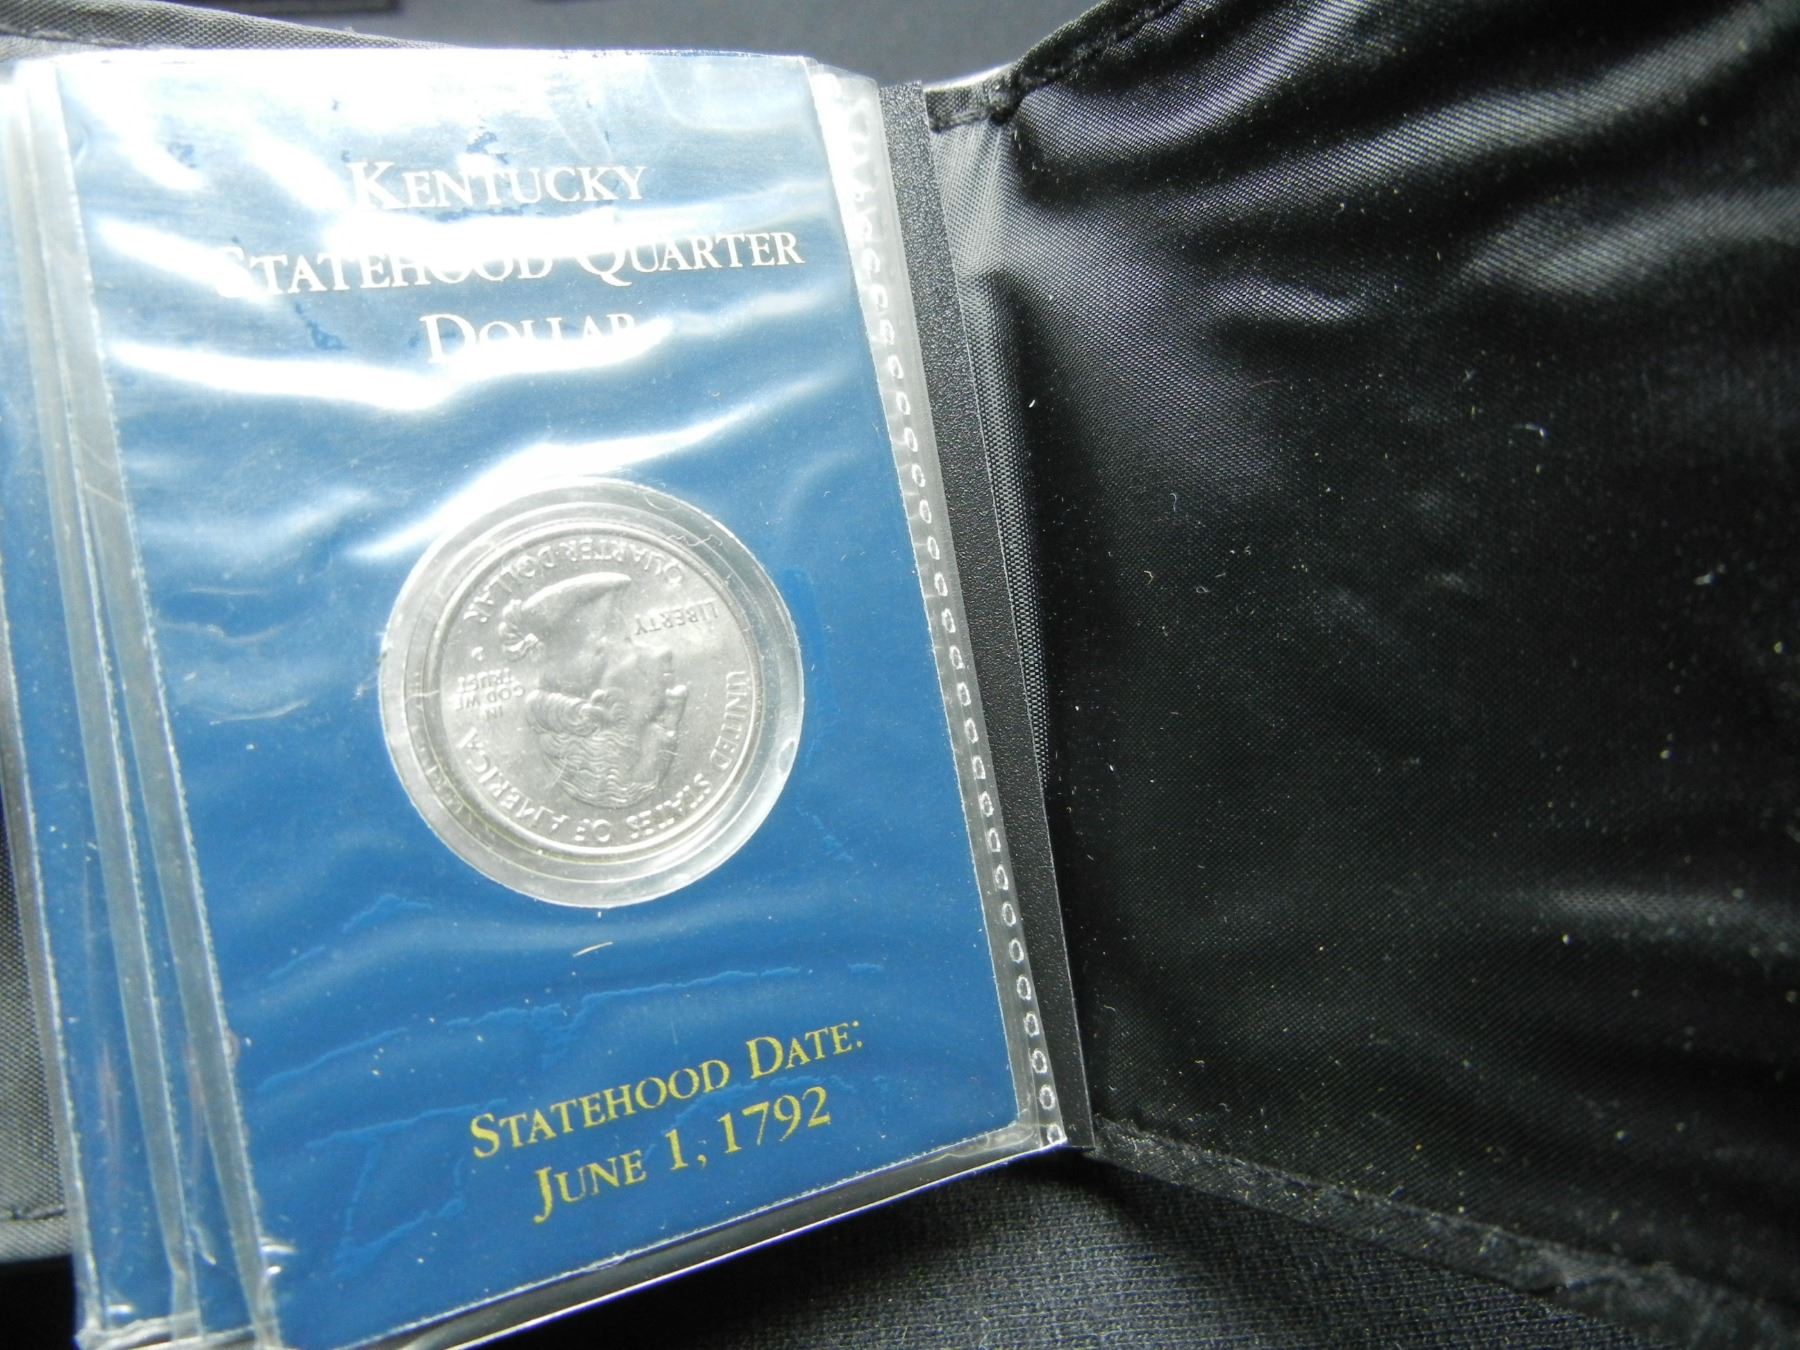 KENTUCKY
STATEHOOD QUARTER
DOLLAR
UNITED STATES OF AMERICA
LIBERTY
IN
GOD WE
TRUST
P
QUARTER DOLLAR
STATEHOOD DATE:
JUNE 1, 1792